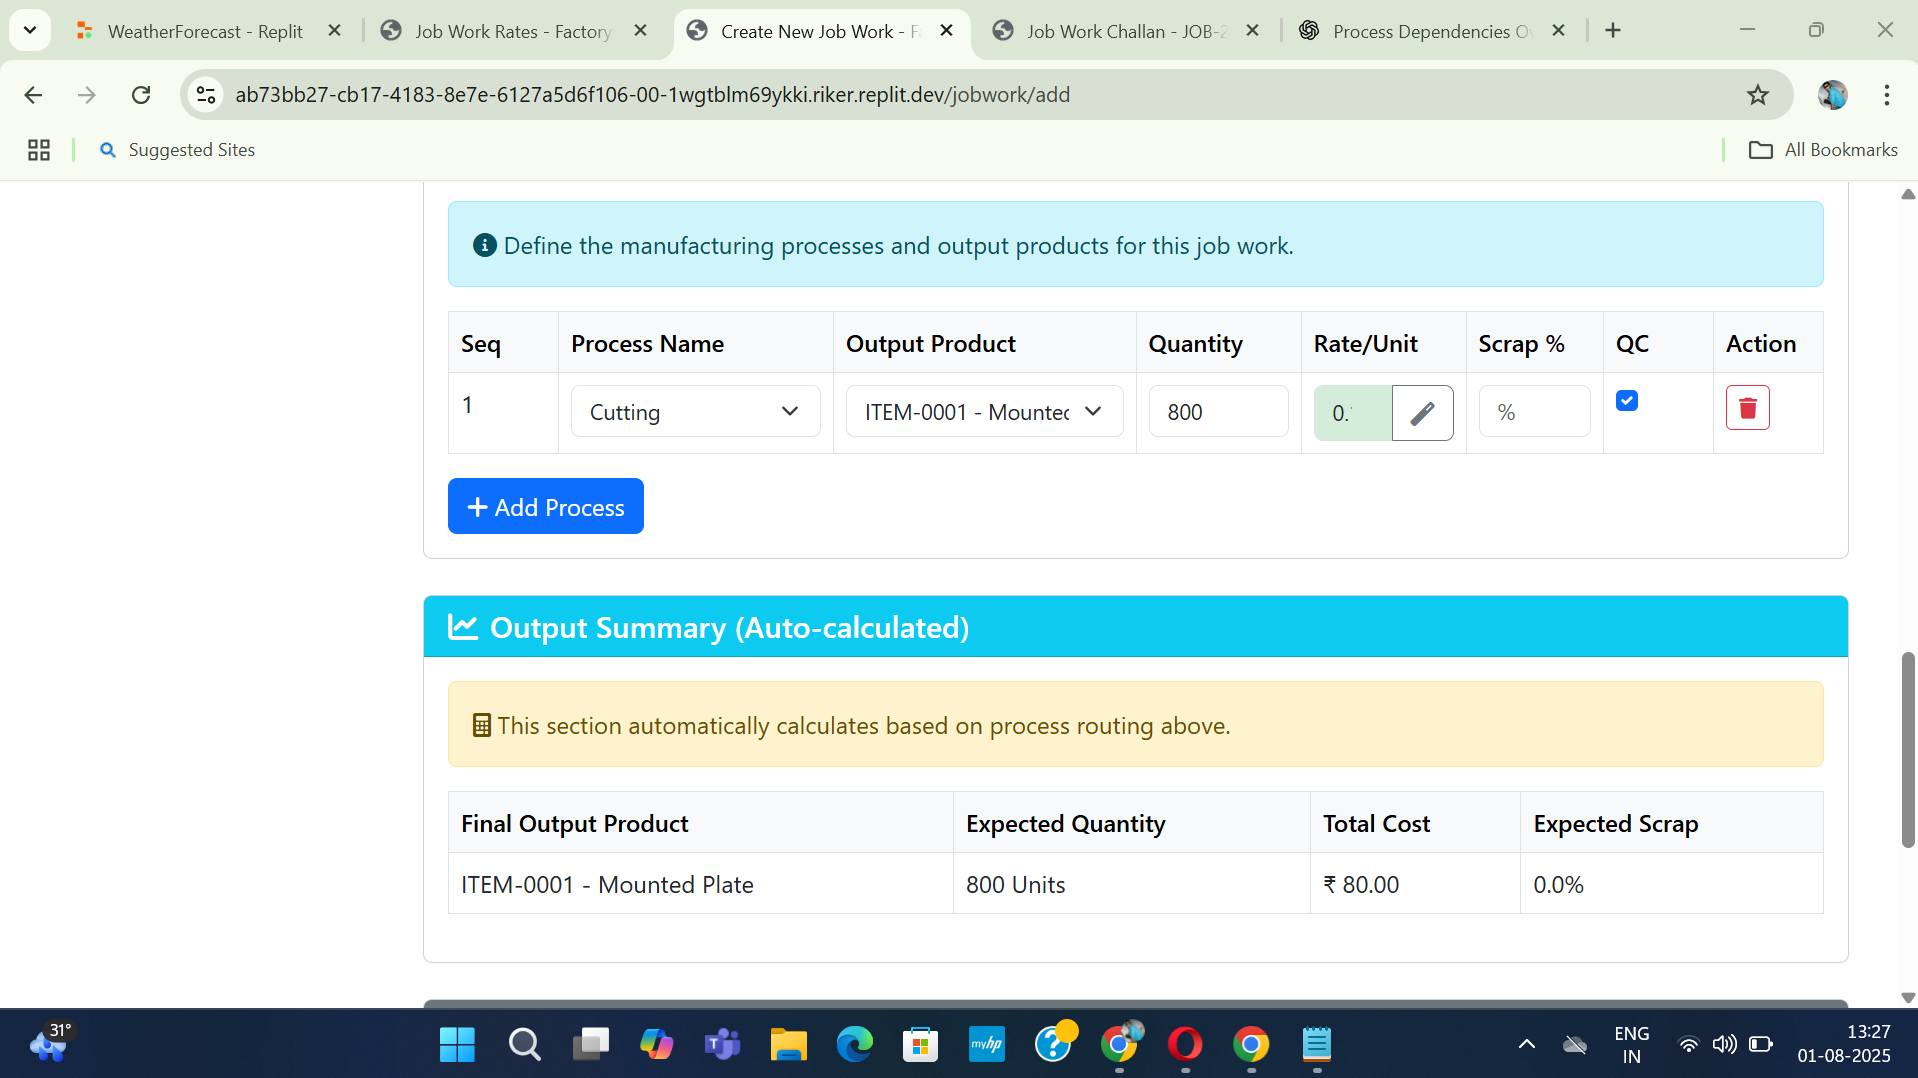 WeatherForecast - Replit
Job Work Rates - Factory
Create New Job Work - F
Job Work Challan - JOB-2
Process Dependencies Ov
ab73bb27-cb17-4183-8e7e-6127a5d6f106-00-1wgtblm69ykki.riker.replit.dev/jobwork/add
Suggested Sites
All Bookmarks
Define the manufacturing processes and output products for this job work.
Seq Process Name Output Product Quantity Rate/Unit Scrap % QC Action
1 Cutting ITEM-0001 - Mounted 800 0. %
Add Process
Output Summary (Auto-calculated)
This section automatically calculates based on process routing above.
Final Output Product Expected Quantity Total Cost Expected Scrap
ITEM-0001 - Mounted Plate 800 Units ₹ 80.00 0.0%
31°
myhp
ENG
IN
13:27
01-08-2025